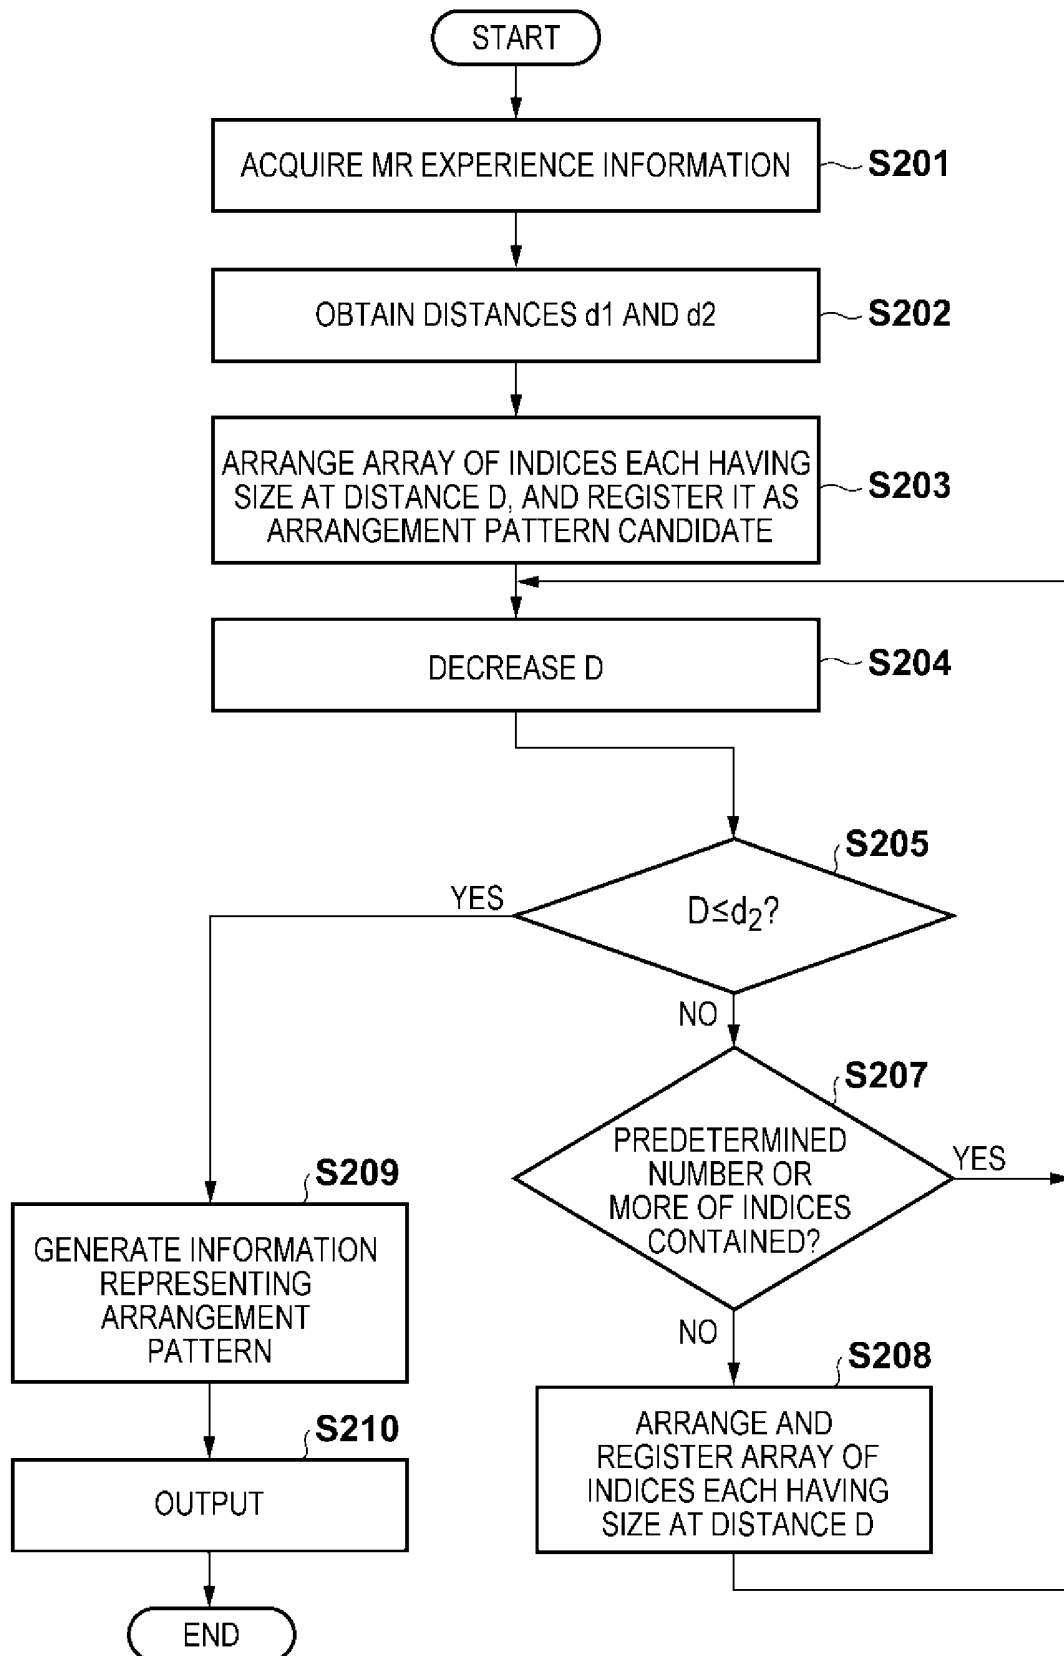 START
ACQUIRE MR EXPERIENCE INFORMATION
S201
OBTAIN DISTANCES d1 AND d2
S202
ARRANGE ARRAY OF INDICES EACH HAVING
SIZE AT DISTANCE D, AND REGISTER IT AS
ARRANGEMENT PATTERN CANDIDATE
S203
DECREASE D
S204
S205
D≤d2?
YES
NO
S207
PREDETERMINED
NUMBER OR
MORE OF INDICES
CONTAINED?
YES
NO
S208
ARRANGE AND
REGISTER ARRAY OF
INDICES EACH HAVING
SIZE AT DISTANCE D
S209
GENERATE INFORMATION
REPRESENTING
ARRANGEMENT
PATTERN
S210
OUTPUT
END